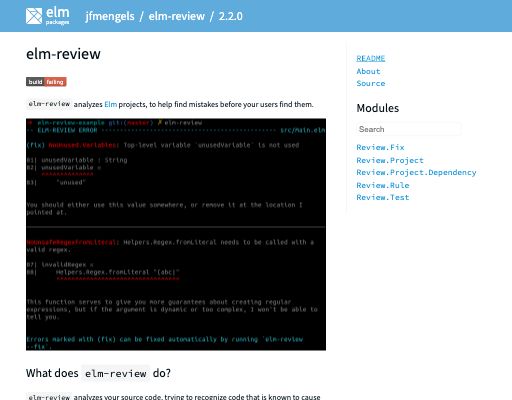 elm
packages
jfmengels / elm-review / 2.2.0
elm-review
build failing
elm-review analyzes Elm projects, to help find mistakes before your users find them.
elm-review-example git:(master) ✗ elm-review
-- ELM-REVIEW ERROR -- src/Main.elm
(fix) NoUnused.Variables: Top-level variable `unusedVariable` is not used
81| unusedVariable : String
82| unusedVariable =
^^^^^^^^^^^^^^
83| "unused"
You should either use this value somewhere, or remove it at the location I
pointed at.
NoUnsafeRegexFromLiteral: Helpers.Regex.fromLiteral needs to be called with a
valid regex.
87| invalidRegex =
88| Helpers.Regex.fromLiteral "(abc|"
^^^^^^^^^^^^^^^^^^^^^^^^^^^^^^^^^
This function serves to give you more guarantees about creating regular
expressions, but if the argument is dynamic or too complex, I won't be able to
tell you.
Errors marked with (fix) can be fixed automatically by running `elm-review
--fix`.
What does elm-review do?
elm-review analyzes your source code, trying to recognize code that is known to cause
README
About
Source
Modules
Search
Review.Fix
Review.Project
Review.Project.Dependency
Review.Rule
Review.Test